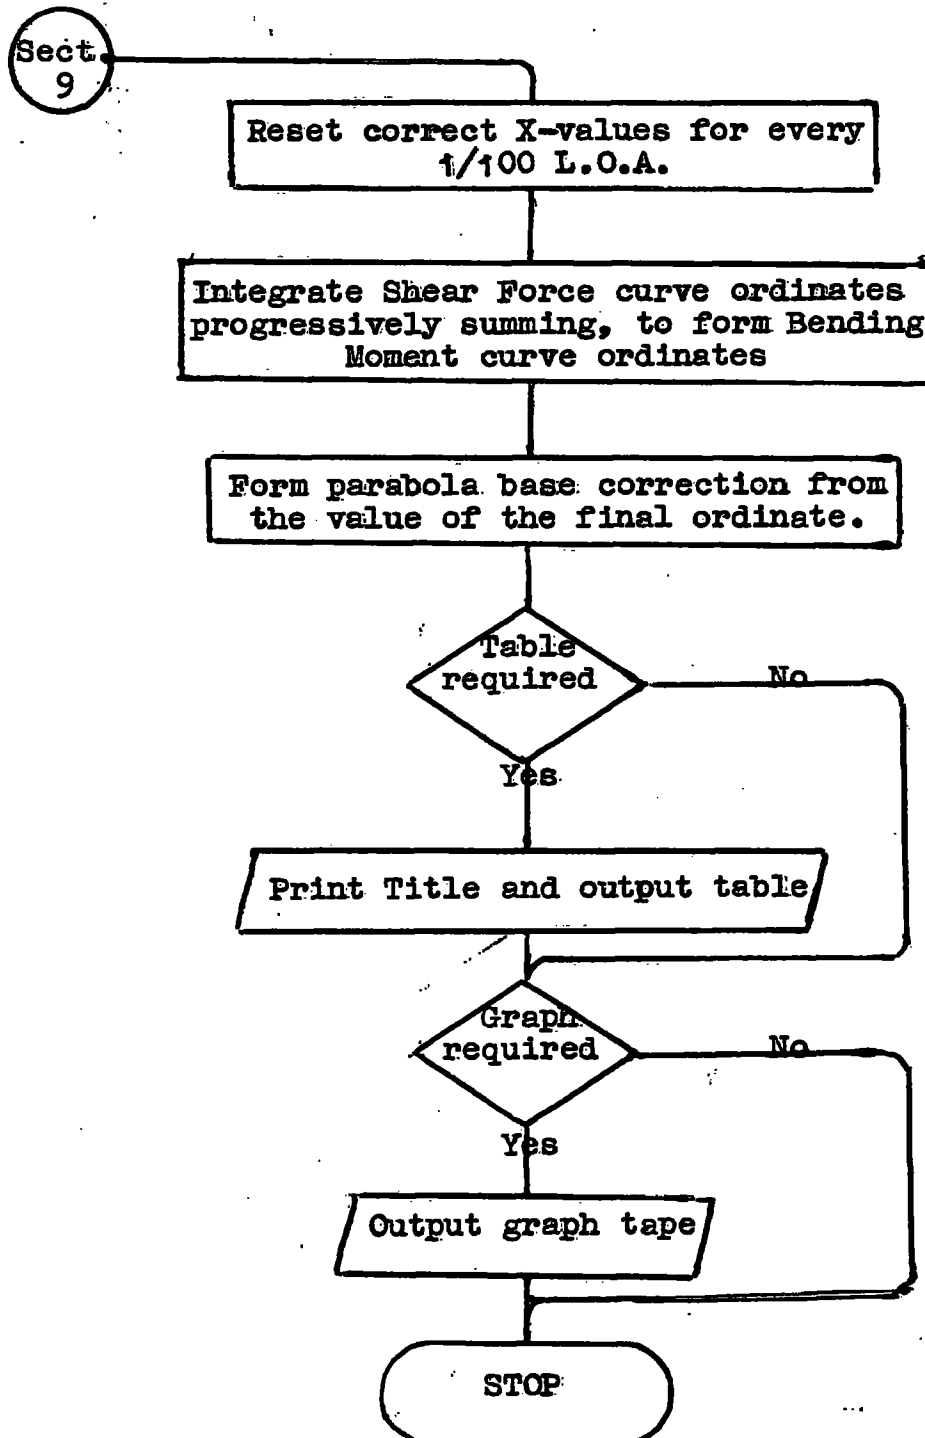 Sect.
9
Reset correct X-values for every
1/100 L.O.A.
Integrate Shear Force curve ordinates
progressively summing, to form Bending
Moment curve ordinates
Form parabola base correction from
the value of the final ordinate.
Table
required
No
Yes
Print Title and output table
Graph
required
No
Yes
Output graph tape
STOP